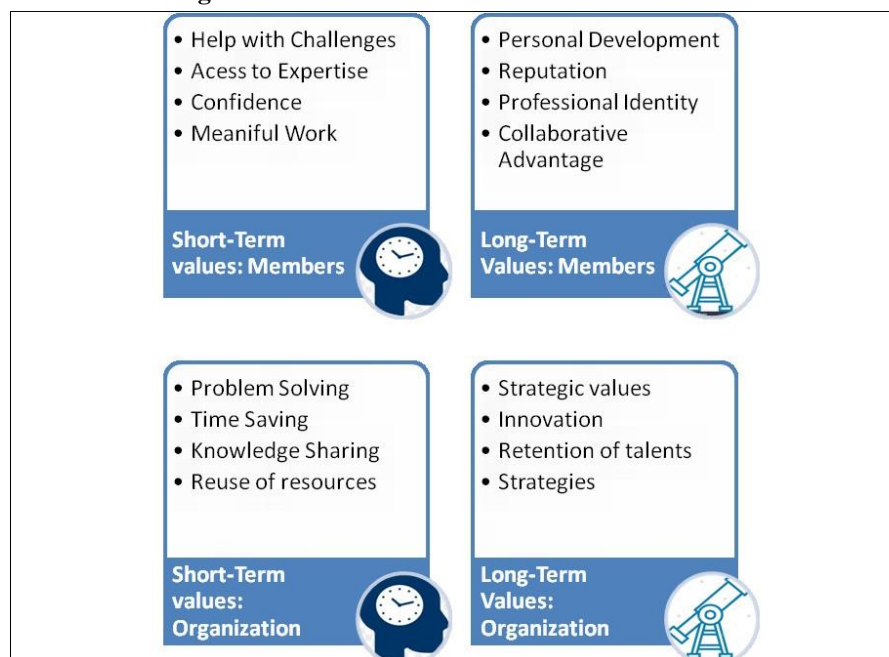 • Help with Challenges
• Acess to Expertise
• Confidence
• Meaniful Work
Short-Term
values: Members
• Personal Development
• Reputation
• Professional Identity
• Collaborative
Advantage
Long-Term
Values: Members
• Problem Solving
• Time Saving
• Knowledge Sharing
• Reuse of resources
Short-Term
values:
Organization
• Strategic values
• Innovation
• Retention of talents
• Strategies
Long-Term
Values:
Organization